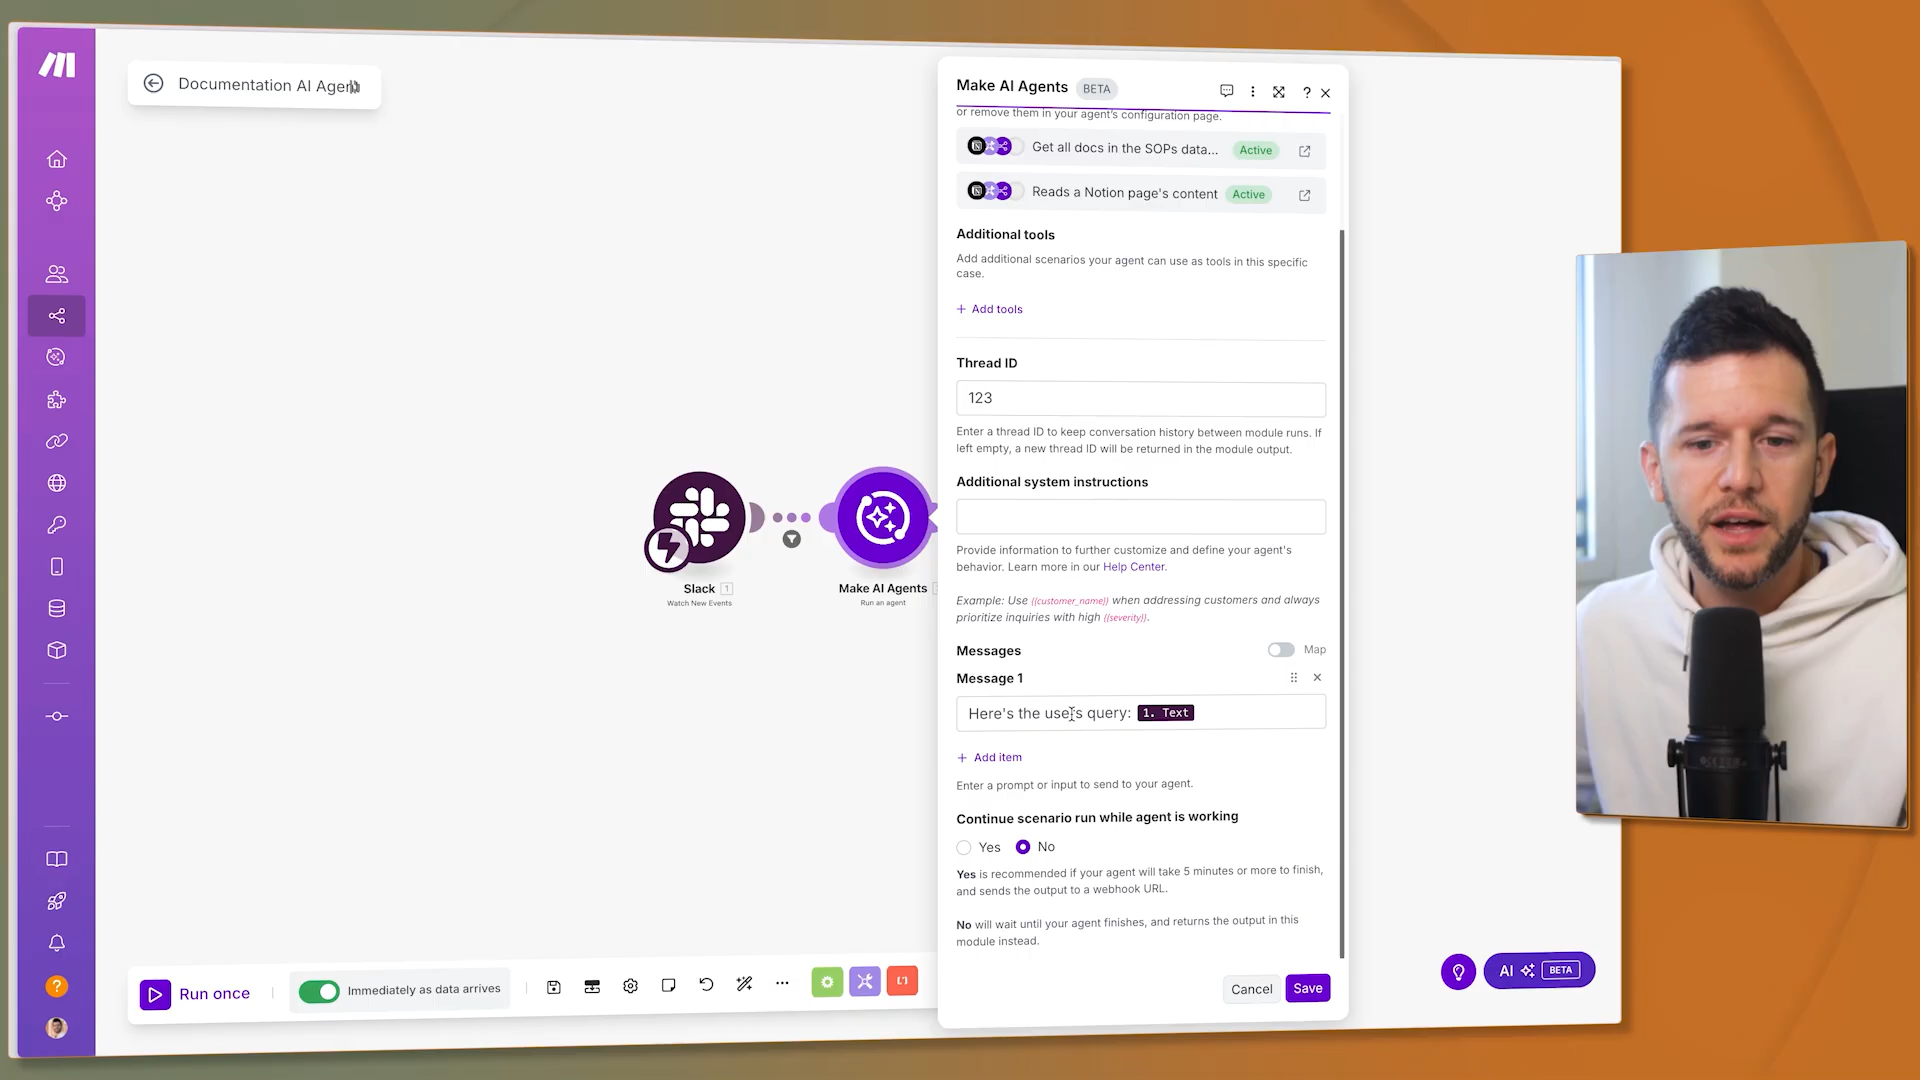 Documentation AI Agent
Make AI Agents BETA
?
or remove them in your agent's configuration page.
Get all docs in the SOPs data... Active
Reads a Notion page's content Active
Additional tools
Add additional scenarios your agent can use as tools in this specific
case.
+ Add tools
Thread ID
123
Enter a thread ID to keep conversation history between module runs. If
left empty, a new thread ID will be returned in the module output.
Additional system instructions
Provide information to further customize and define your agent's
behavior. Learn more in our Help Center.
Example: Use {{customer_name}} when addressing customers and always
prioritize inquiries with high {{severity}}.
Messages Map
Message 1
Here's the user's query: 1. Text
+ Add item
Enter a prompt or input to send to your agent.
Continue scenario run while agent is working
Yes No
Yes is recommended if your agent will take 5 minutes or more to finish,
and sends the output to a webhook URL.
No will wait until your agent finishes, and returns the output in this
module instead.
Cancel Save
Slack 1
Watch New Events
Make AI Agents
Run an agent
Run once
Immediately as data arrives
AI BETA
?